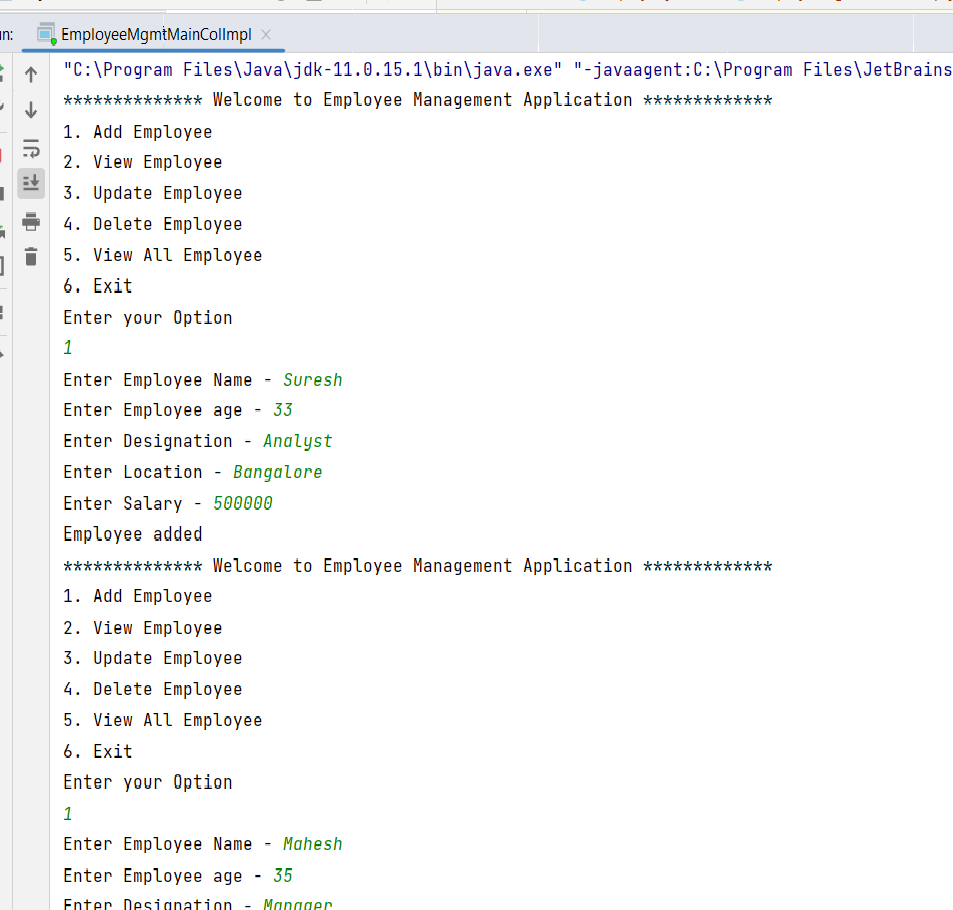 EmployeeMgmtMainCollImpl
"C:\Program Files\Java\jdk-11.0.15.1\bin\java.exe" "-javaagent:C:\Program Files\JetBrains
************** Welcome to Employee Management Application *************
1. Add Employee
2. View Employee
3. Update Employee
4. Delete Employee
5. View All Employee
6. Exit
Enter your Option
1
Enter Employee Name - Suresh
Enter Employee age - 33
Enter Designation - Analyst
Enter Location - Bangalore
Enter Salary - 500000
Employee added
************** Welcome to Employee Management Application *************
1. Add Employee
2. View Employee
3. Update Employee
4. Delete Employee
5. View All Employee
6. Exit
Enter your Option
1
Enter Employee Name - Mahesh
Enter Employee age - 35
Enter Designation - Manager